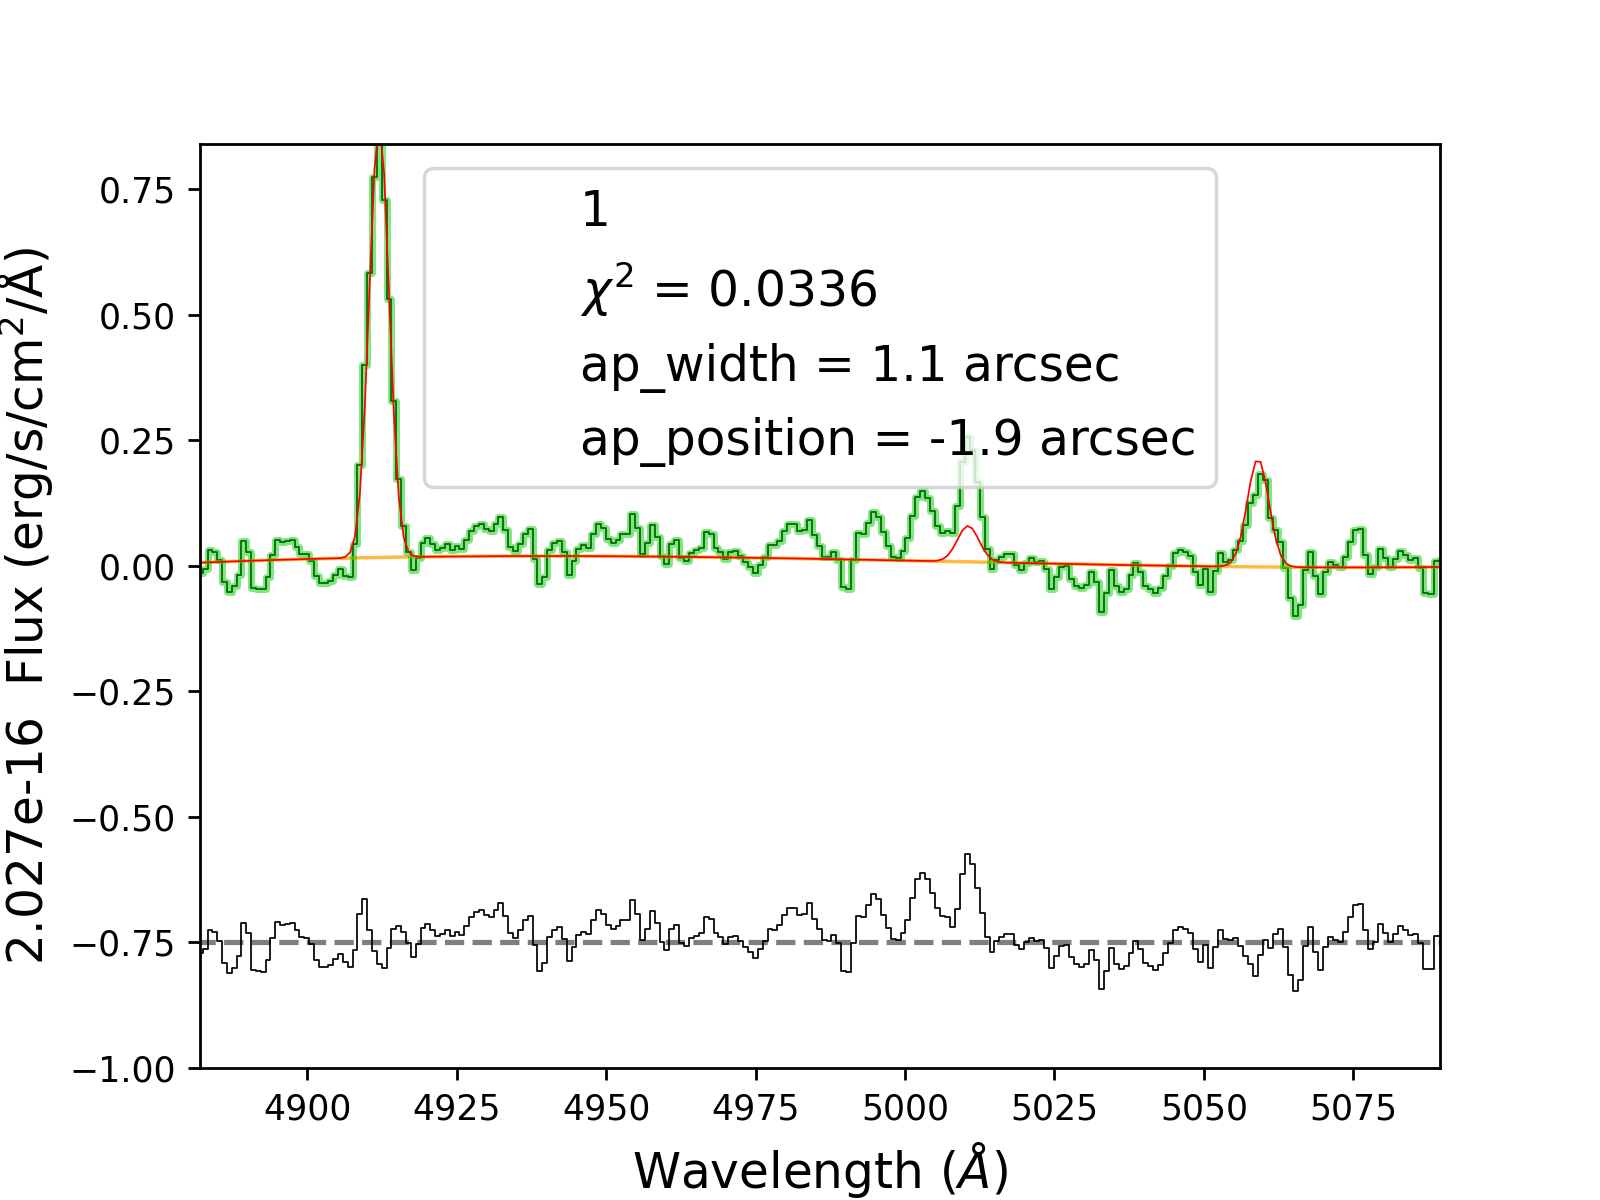 1
χ² = 0.0336
ap_width = 1.1 arcsec
ap_position = -1.9 arcsec
2.027e-16 Flux (erg/s/cm²/Å)
0.75
0.50
0.25
0.00
−0.25
−0.50
−0.75
−1.00
4900 4925 4950 4975 5000 5025 5050 5075
Wavelength (Å)